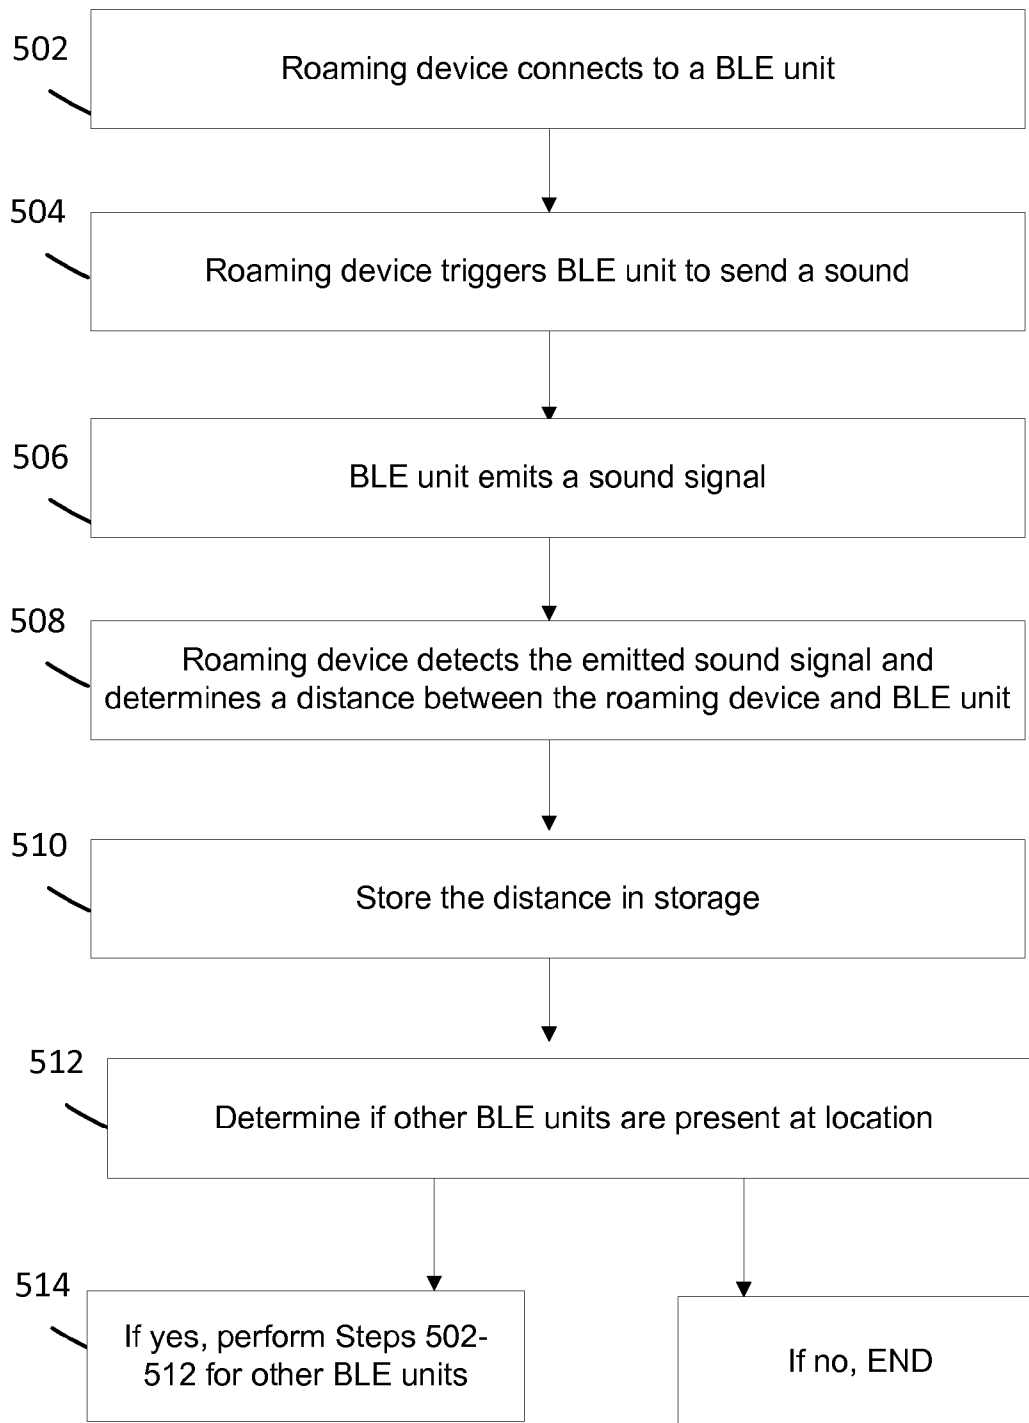 502
Roaming device connects to a BLE unit
504
Roaming device triggers BLE unit to send a sound
506
BLE unit emits a sound signal
508
Roaming device detects the emitted sound signal and
determines a distance between the roaming device and BLE unit
510
Store the distance in storage
512
Determine if other BLE units are present at location
514
If yes, perform Steps 502-
512 for other BLE units
If no, END